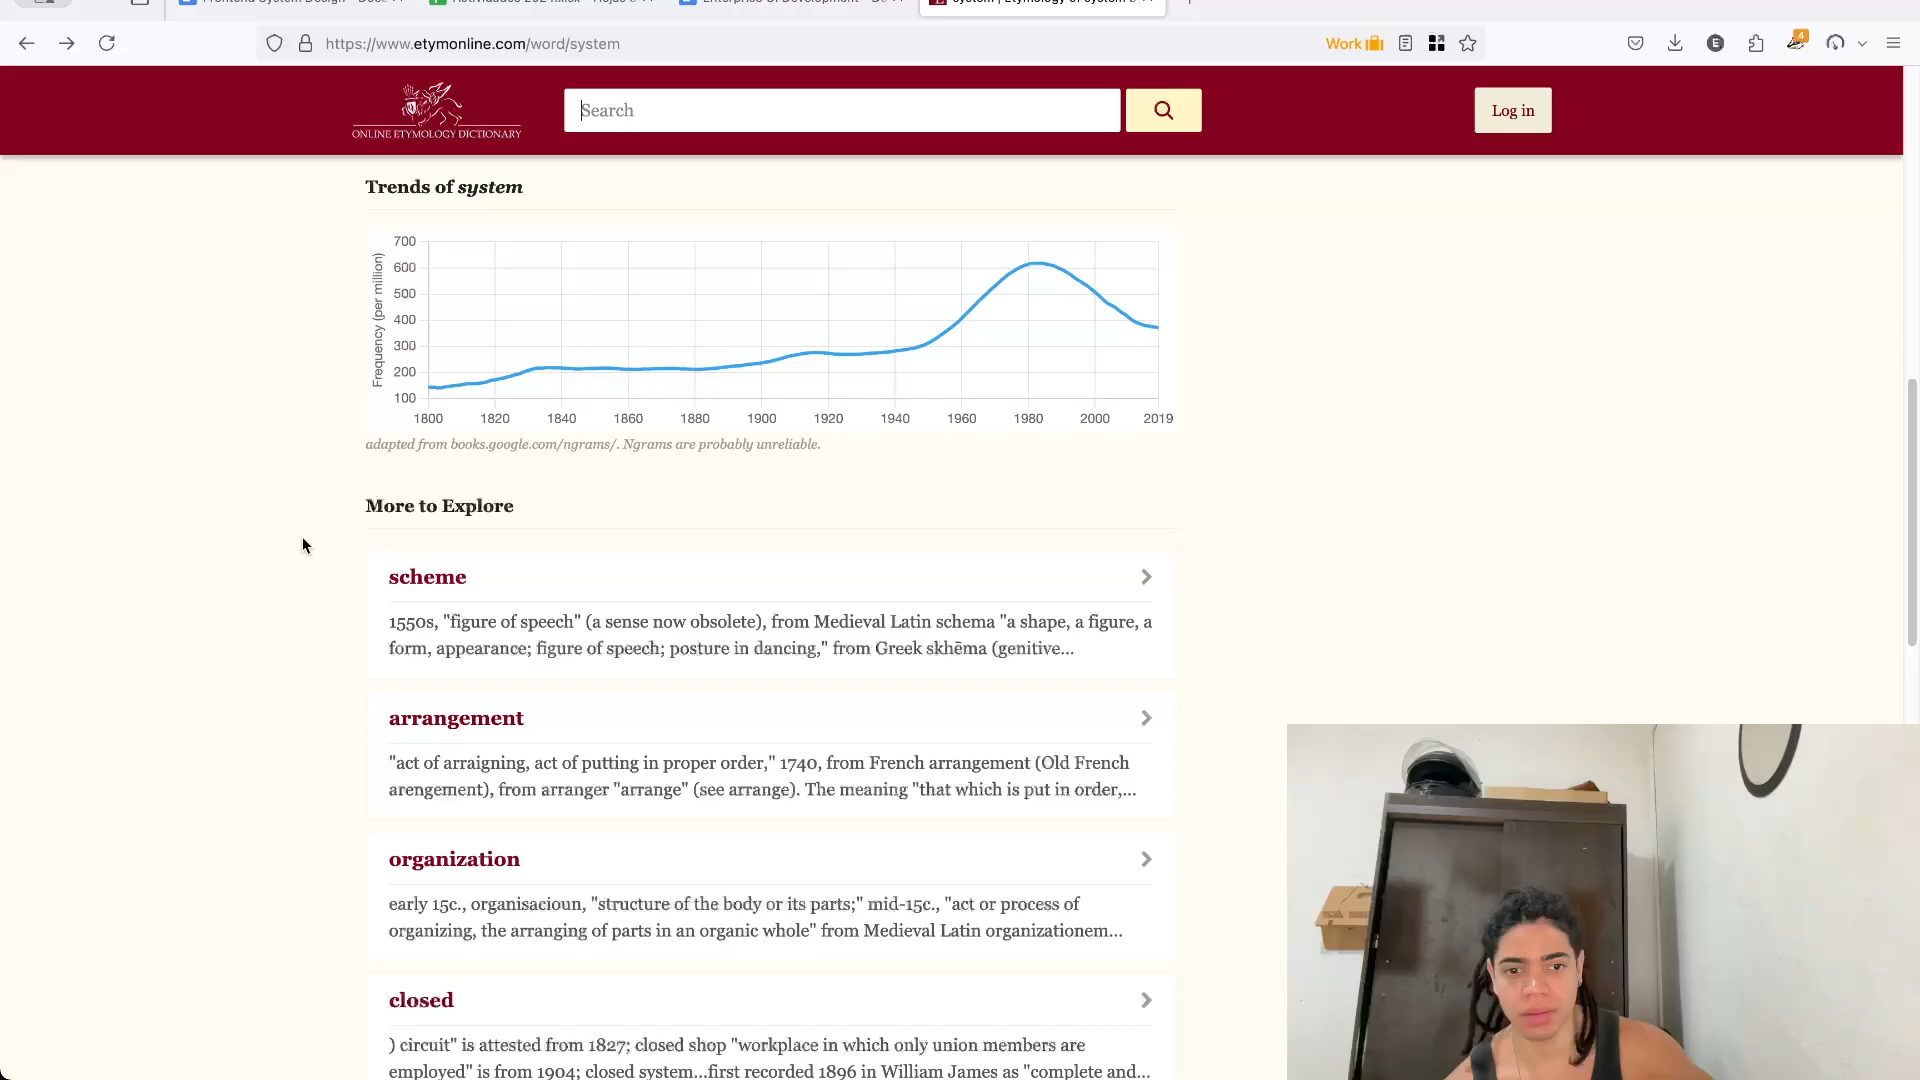 https://www.etymonline.com/word/system
Work
4
E
ONLINE ETYMOLOGY DICTIONARY
Search
Log in
Trends of system
Frequency (per million)
700
600
500
400
300
200
100
1800 1820 1840 1860 1880 1900 1920 1940 1960 1980 2000 2019
adapted from books.google.com/ngrams/. Ngrams are probably unreliable.
More to Explore
scheme
1550s, "figure of speech" (a sense now obsolete), from Medieval Latin schema "a shape, a figure, a
form, appearance; figure of speech; posture in dancing," from Greek skhēma (genitive...
arrangement
"act of arraigning, act of putting in proper order," 1740, from French arrangement (Old French
arengement), from arranger "arrange" (see arrange). The meaning "that which is put in order,...
organization
early 15c., organisacioun, "structure of the body or its parts;" mid-15c., "act or process of
organizing, the arranging of parts in an organic whole" from Medieval Latin organizationem...
closed
) circuit" is attested from 1827; closed shop "workplace in which only union members are
employed" is from 1904; closed system...first recorded 1896 in William James as "complete and...